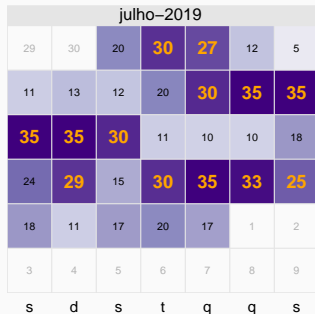 julho–2019
29 30 20 30 27 12 5
11 13 12 20 30 35 35
35 35 30 11 10 10 18
24 29 15 30 35 33 25
18 11 17 20 17 1 2
3 4 5 6 7 8 9
s d s t q q s